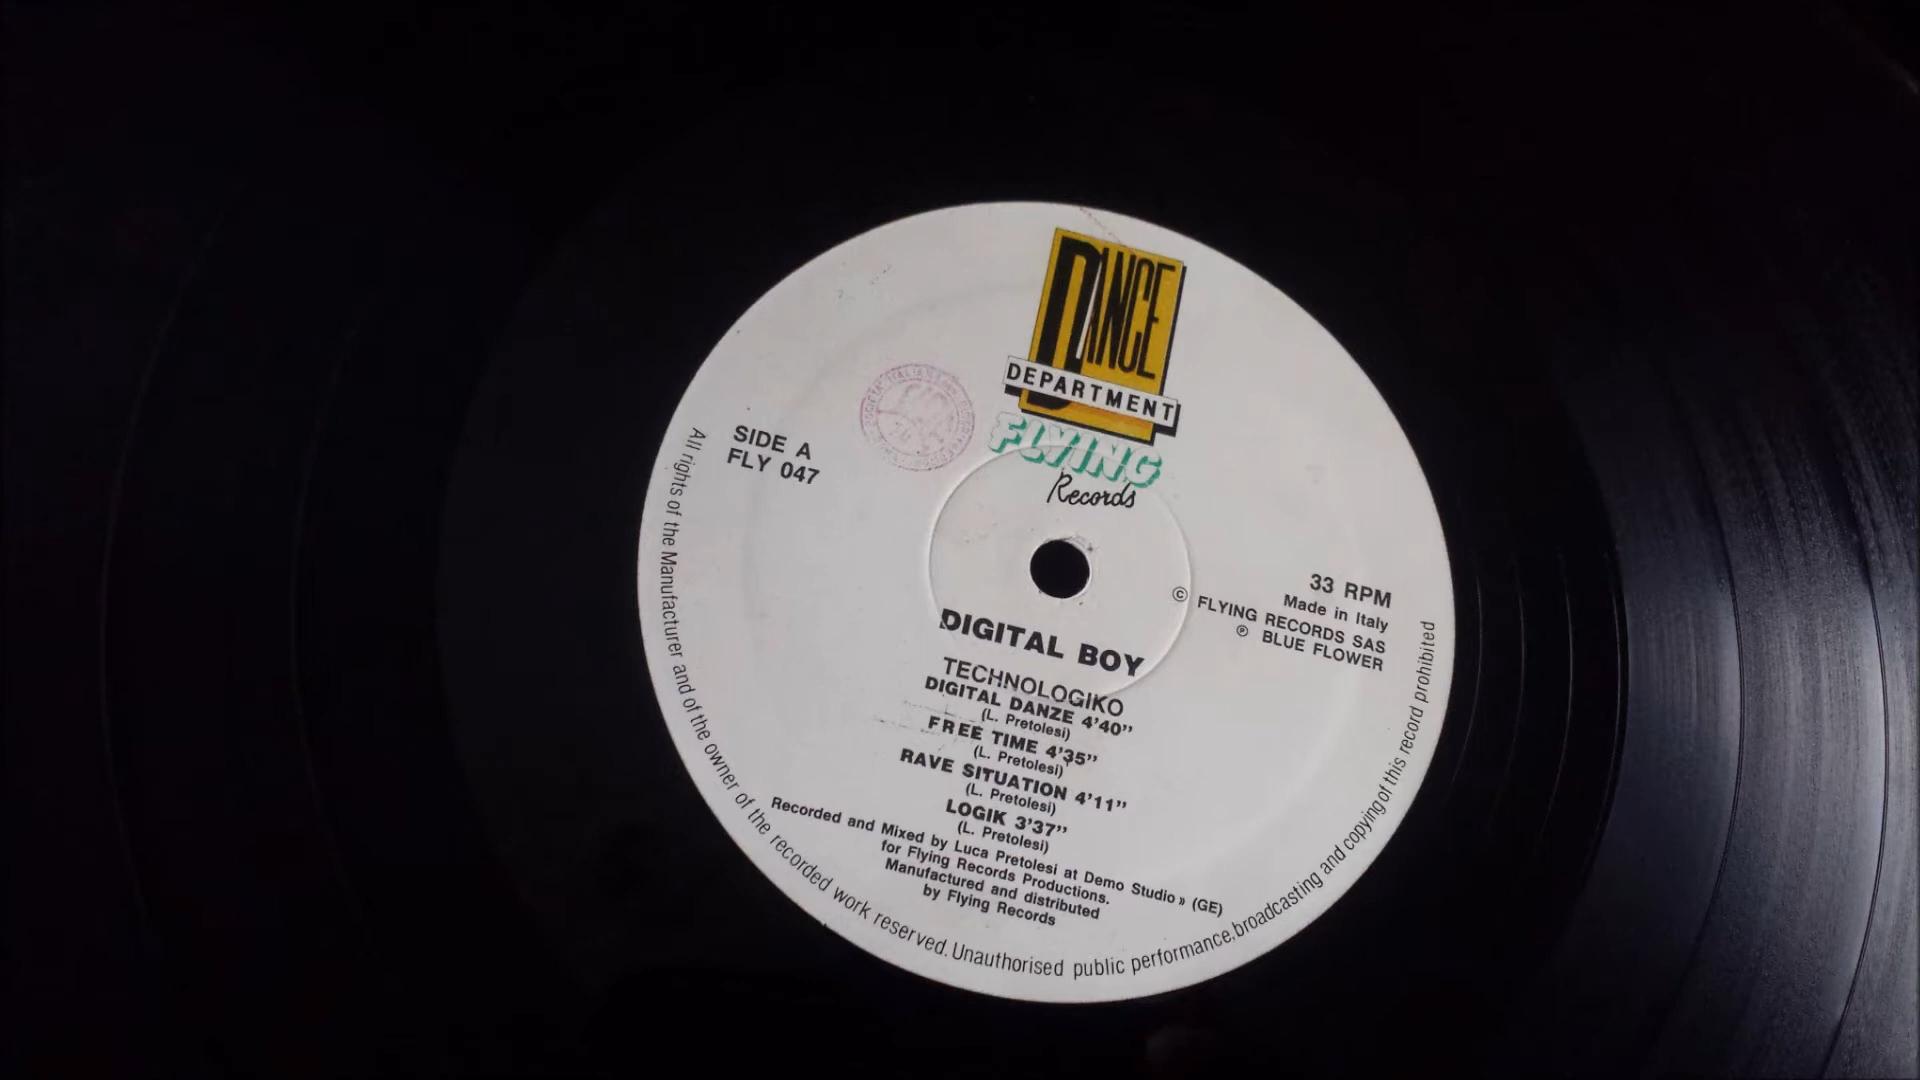 DANCE
DEPARTMENT
FLYING
Records
SOCIETA' ITALIANA
SIDE A
FLY 047
33 RPM
Made in Italy
© FLYING RECORDS SAS
℗ BLUE FLOWER
DIGITAL BOY
TECHNOLOGIKO
DIGITAL DANZE 4'40"
(L. Pretolesi)
FREE TIME 4'35"
(L. Pretolesi)
RAVE SITUATION 4'11"
(L. Pretolesi)
LOGIK 3'37"
(L. Pretolesi)
Recorded and Mixed by Luca Pretolesi at Demo Studio» (GE)
for Flying Records Productions.
Manufactured and distributed
by Flying Records
All rights of the Manufacturer and of the owner of the recorded work reserved. Unauthorised public performance, broadcasting and copying of this record prohibited